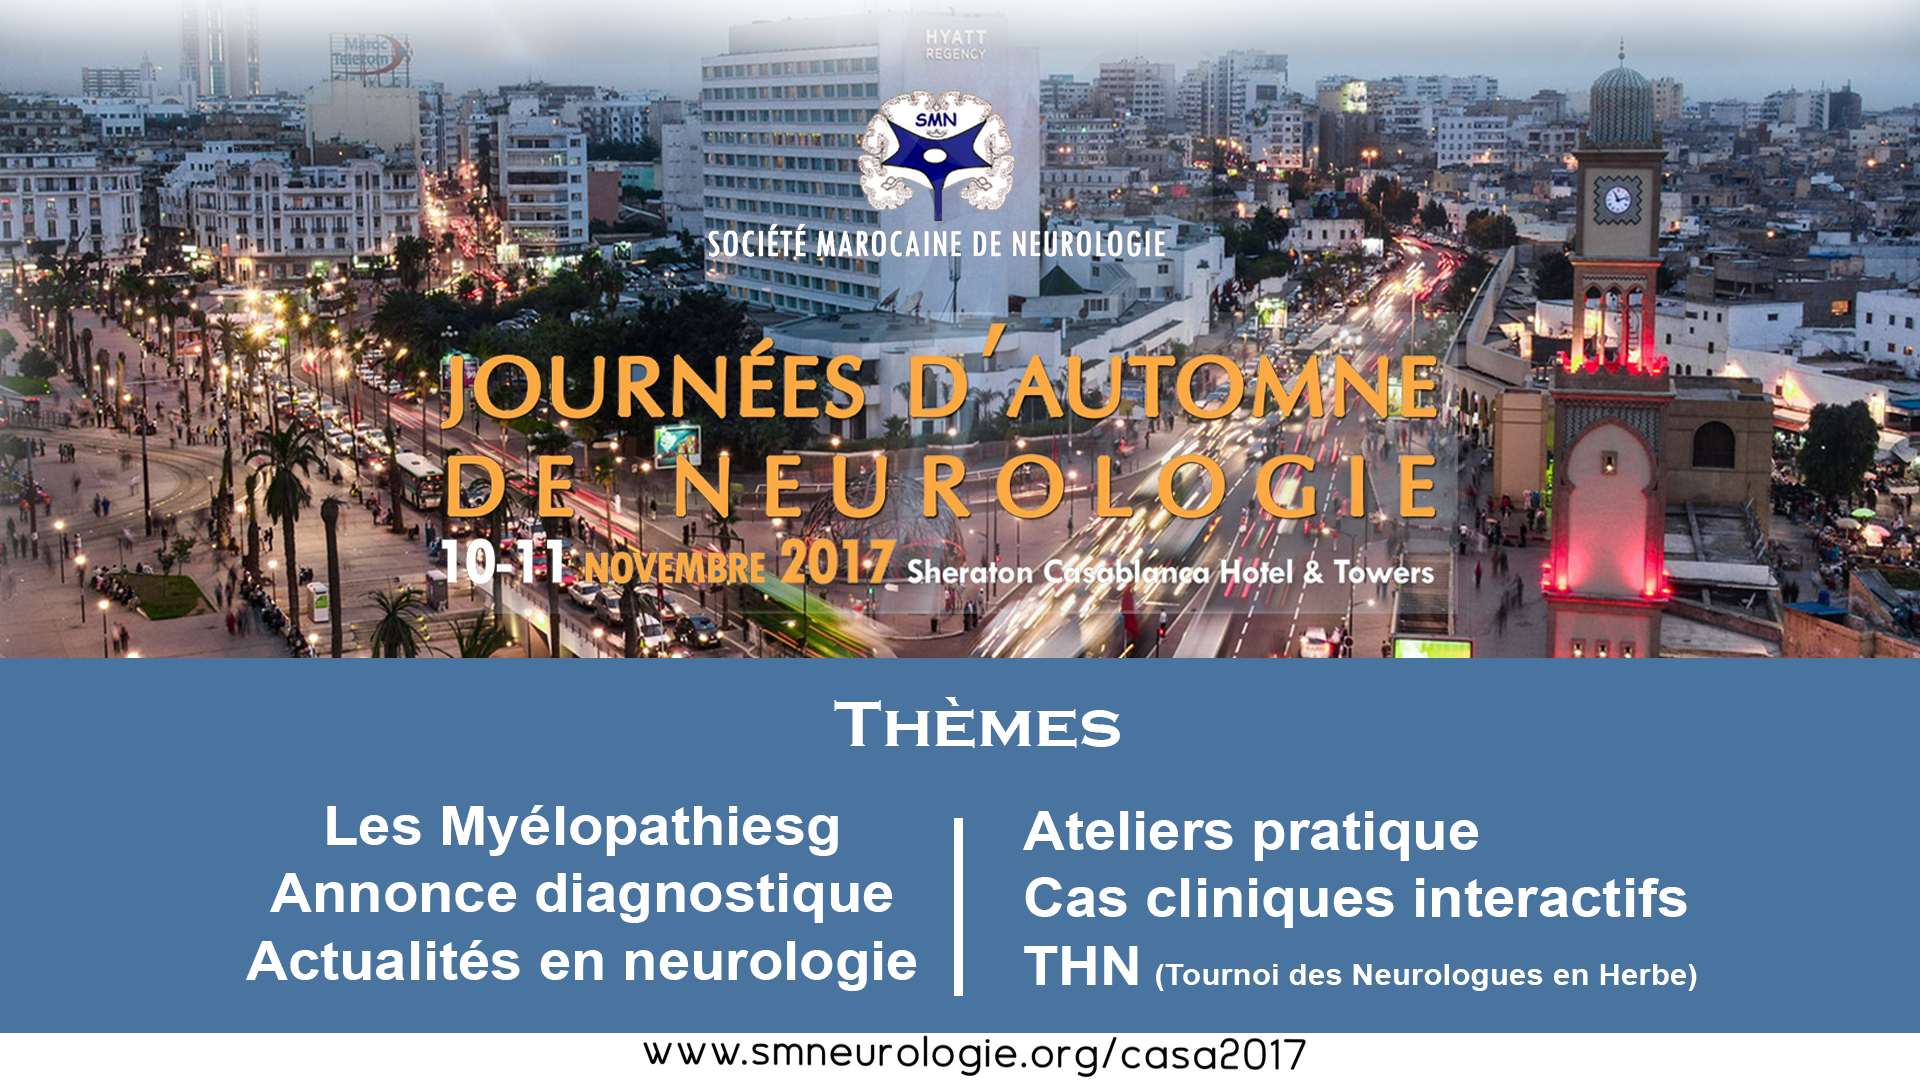 Maroc
Telecom
HYATT
REGENCY
SMN
SOCIÉTÉ MAROCAINE DE NEUROLOGIE
JOURNÉES D'AUTOMNE
DE NEUROLOGIE
10-11 NOVEMBRE 2017 Sheraton Casablanca Hotel & Towers
THÈMES
Les Myélopathiesg
Annonce diagnostique
Actualités en neurologie
Ateliers pratique
Cas cliniques interactifs
THN (Tournoi des Neurologues en Herbe)
www.smneurologie.org/casa2017